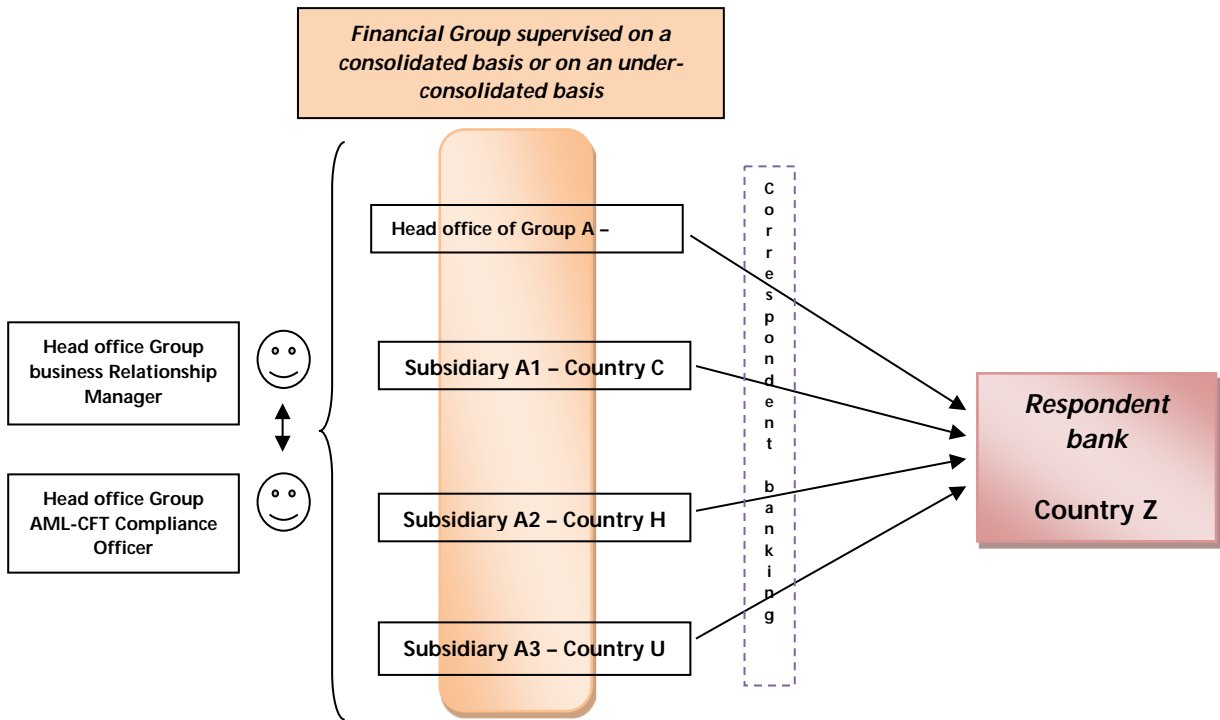 Financial Group supervised on a
consolidated basis or on an under-
consolidated basis
Head office of Group A –
Head office Group
business Relationship
Manager
Subsidiary A1 – Country C
Head office Group
AML-CFT Compliance
Officer
Subsidiary A2 – Country H
Subsidiary A3 – Country U
Correspondent banking
Respondent
bank
Country Z